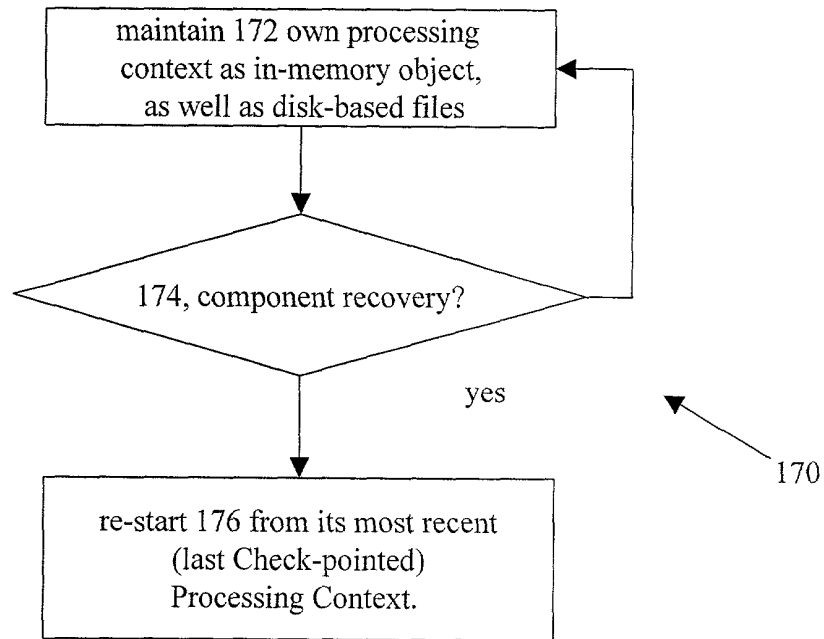 maintain 172 own processing
context as in-memory object,
as well as disk-based files
174, component recovery?
yes
170
re-start 176 from its most recent
(last Check-pointed)
Processing Context.